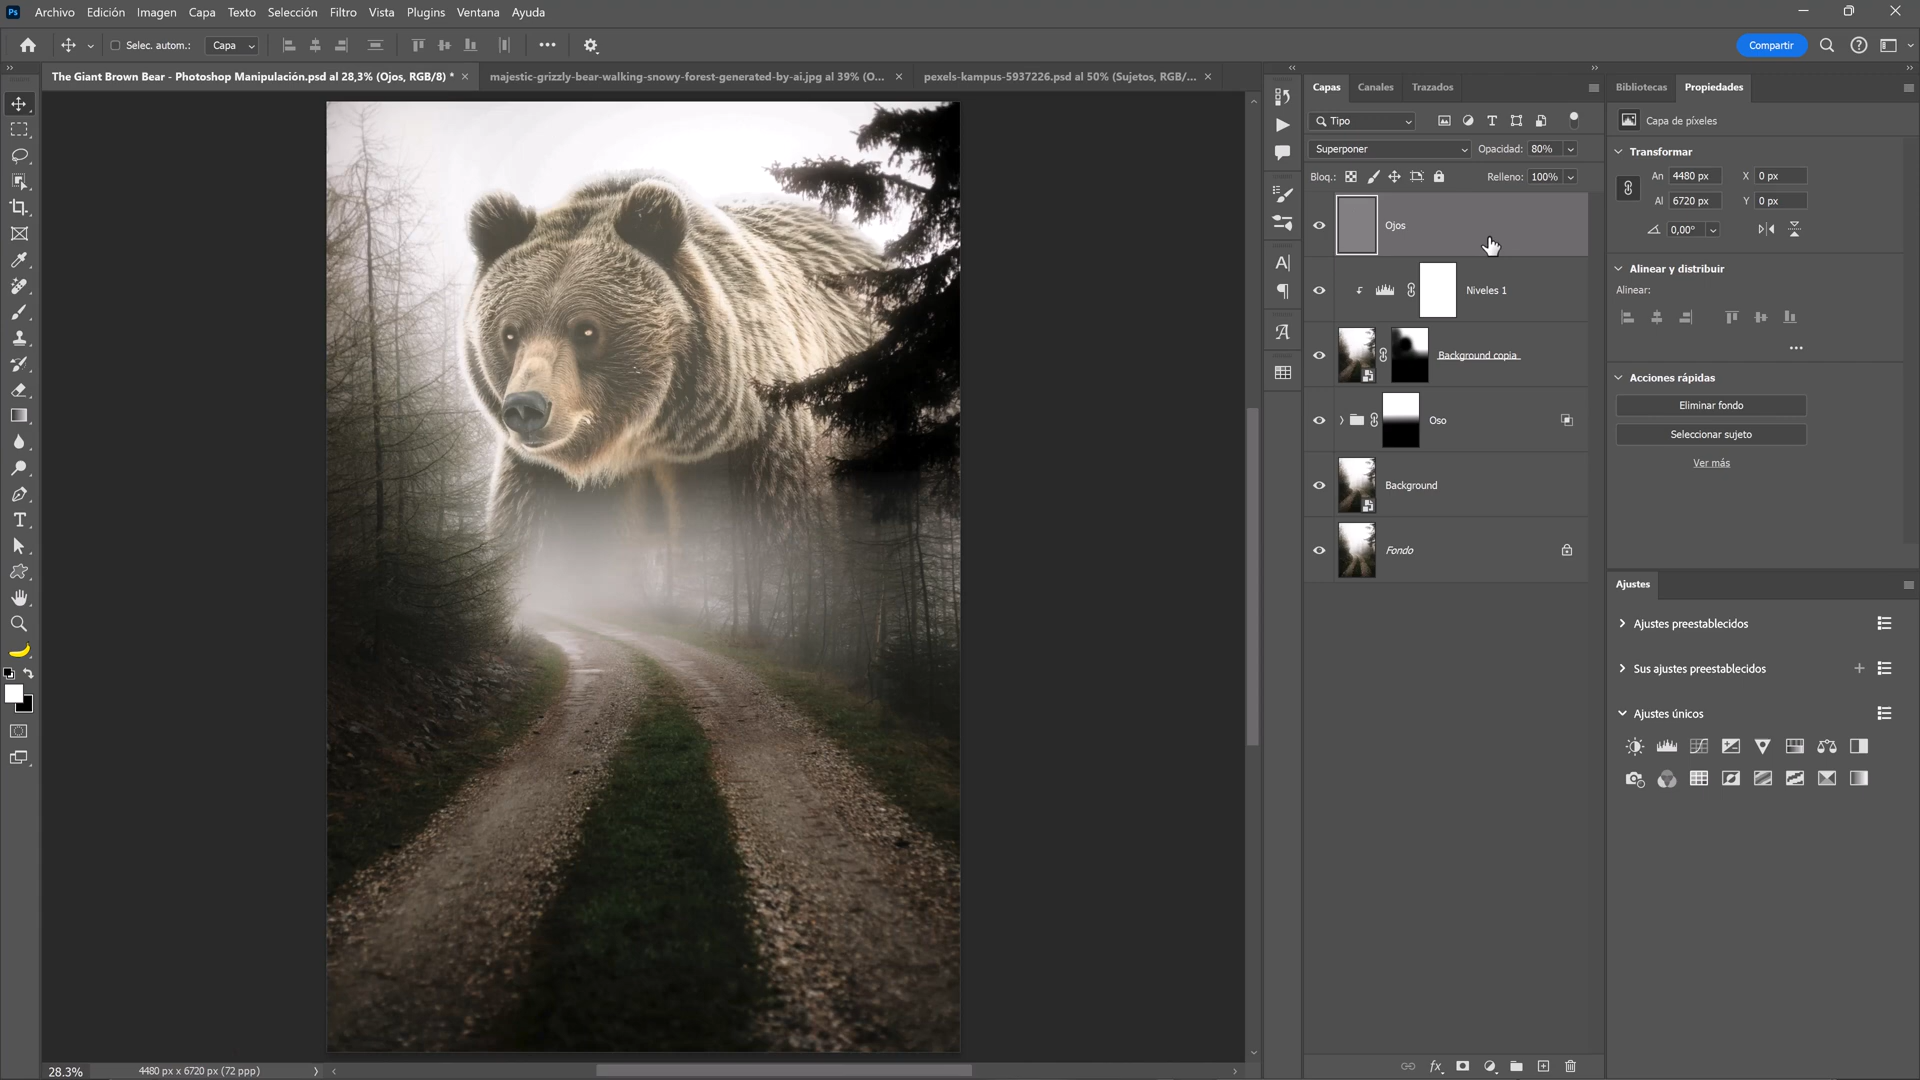 Ps Archivo Edición Imagen Capa Texto Selección Filtro Vista Plugins Ventana Ayuda
Selec. autom.: Capa Compartir
The Giant Brown Bear - Photoshop Manipulación.psd al 28,3% (Ojos, RGB/8) *
majestic-grizzly-bear-walking-snowy-forest-generated-by-ai.jpg al 39% (O...
pexels-kampus-5937226.psd al 50% (Sujetos, RGB/...
Capas Canales Trazados
Tipo
Superponer Opacidad: 80%
Bloq.: Relleno: 100%
Ojos
Niveles 1
Background copia
Oso
Background
Fondo
Bibliotecas Propiedades
Capa de píxeles
Transformar
An 4480 px X 0 px
Al 6720 px Y 0 px
0,00°
Alinear y distribuir
Alinear:
Acciones rápidas
Eliminar fondo
Seleccionar sujeto
Ver más
Ajustes
Ajustes preestablecidos
Sus ajustes preestablecidos
Ajustes únicos
28.3% 4480 px x 6720 px (72 ppp)